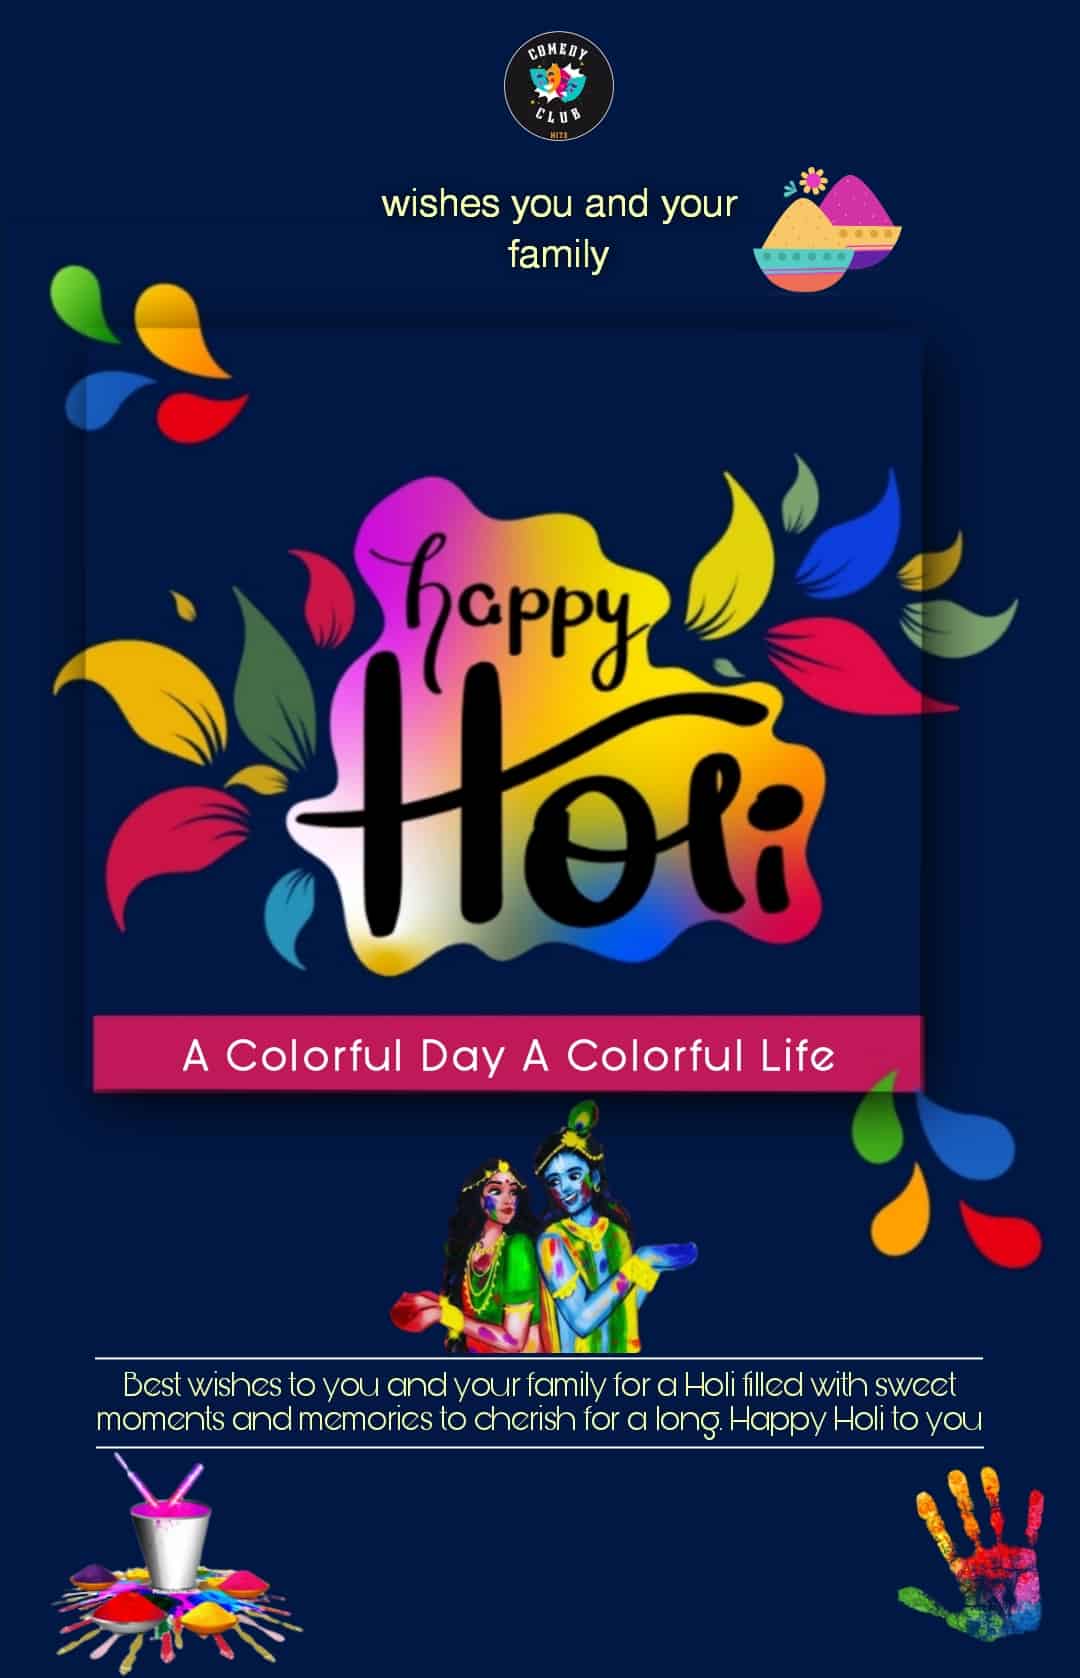 COMEDY
CLUB
HITS
wishes you and your
family
happy
Holi
A Colorful Day A Colorful Life
Best wishes to you and your family for a Holi filled with sweet
moments and memories to cherish for a long. Happy Holi to you